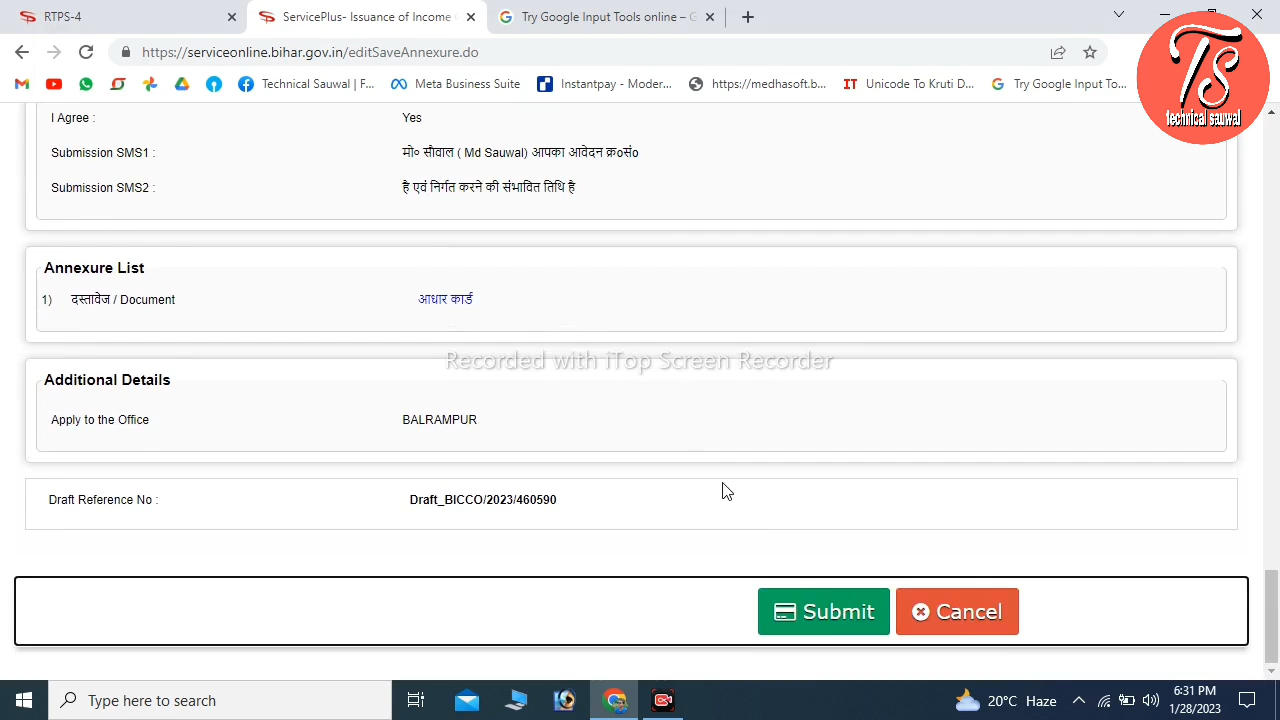 RTPS-4
ServicePlus- Issuance of Income
Try Google Input Tools online – G
https://serviceonline.bihar.gov.in/editSaveAnnexure.do
Technical Sauwal | F...
Meta Business Suite
Instantpay - Moder...
https://medhasoft.b...
Unicode To Kruti D...
Try Google Input To...
TS
technical sauwal
I Agree : Yes
Submission SMS1 : मो० सौवाल ( Md Sauwal) आपका आवेदन क्र०सं०
Submission SMS2 : है एवं निर्गत करने की संभावित तिथि है
Annexure List
1) दस्तावेज / Document आधार कार्ड
Recorded with iTop Screen Recorder
Additional Details
Apply to the Office BALRAMPUR
Draft Reference No : Draft_BICCO/2023/460590
Submit Cancel
Type here to search
20°C Haze
6:31 PM
1/28/2023